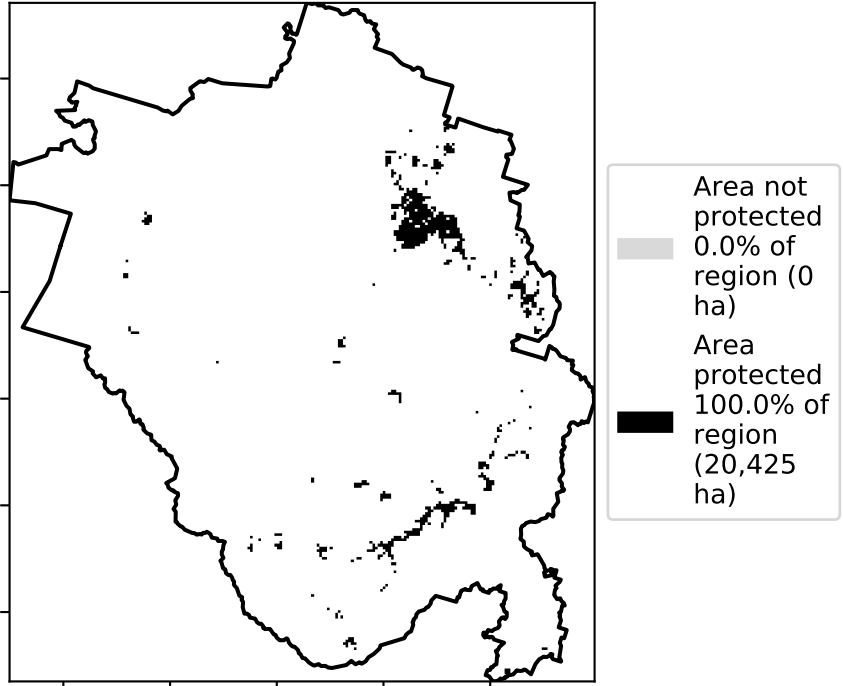 Area not
protected
0.0% of
region (0
ha)
Area
protected
100.0% of
region
(20,425
ha)